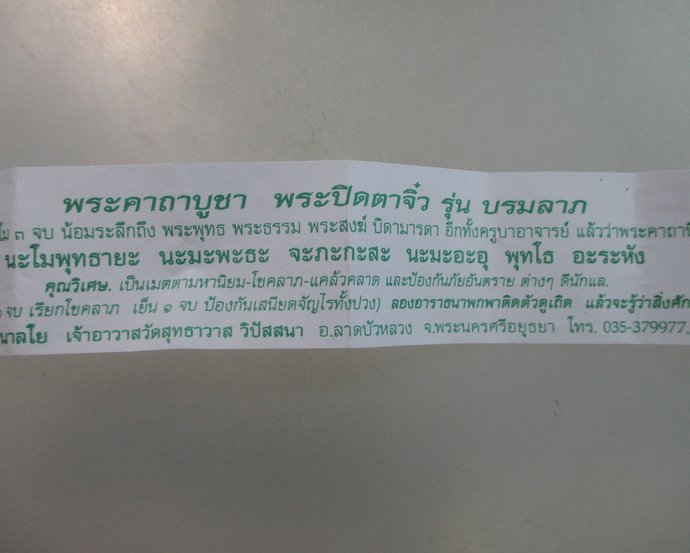 พระคาถาบูชา พระปิดตาจิ๋ว รุ่น บรมลาภ
๓ จบ น้อมระลึกถึง พระพุทธ พระธรรม พระสงฆ์ บิดามารดา อีกทั้งครูบาอาจารย์ แล้วว่าพระคาถานี้
นะโมพุทธายะ นะมะพะธะ จะภะกะสะ นะมะอะอุ พุทโธ อะระหัง
คุณวิเศษ. เป็นเมตตามหานิยม-โชคลาภ-แคล้วคลาด และป้องกันภัยอันตราย ต่างๆ ดีนักแล.
จบ เรียกโชคลาภ เย็น ๑ จบ ป้องกันเสนียดจัญไรทั้งปวง) ลองอาราธนาพกพาติดตัวดูเถิด แล้วจะรู้ว่าสิ่งศัก
นาลโย เจ้าอาวาสวัดสุทธาวาส วิปัสสนา อ.ลาดบัวหลวง จ.พระนครศรีอยุธยา โทร. 035-379977,